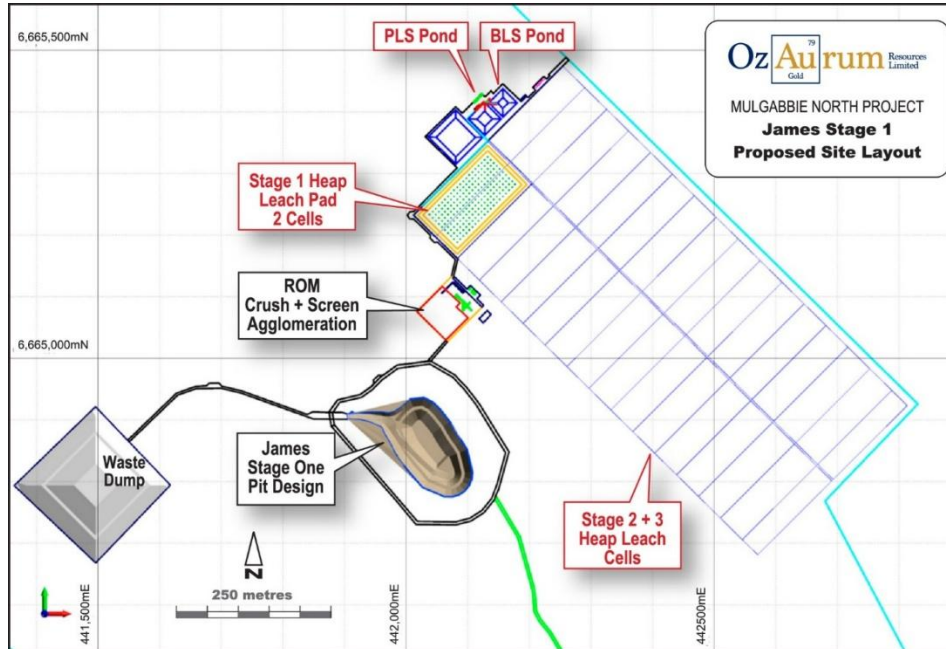 6,665,500mN
PLS Pond
BLS Pond
79
Oz Aurum Resources
Limited
Gold
MULGABBIE NORTH PROJECT
James Stage 1
Proposed Site Layout
Stage 1 Heap
Leach Pad
2 Cells
ROM
Crush + Screen
Agglomeration
6,665,000mN
Waste
Dump
James
Stage One
Pit Design
Stage 2 + 3
Heap Leach
Cells
N
250 metres
441,500mE
442,000mE
442500mE